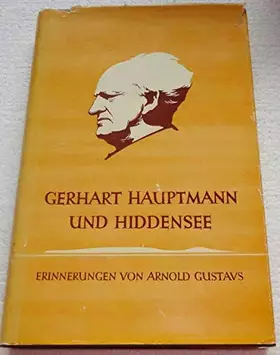 GERHART HAUPTMANN
UND HIDDENSEE
ERINNERUNGEN VON ARNOLD GUSTAVS